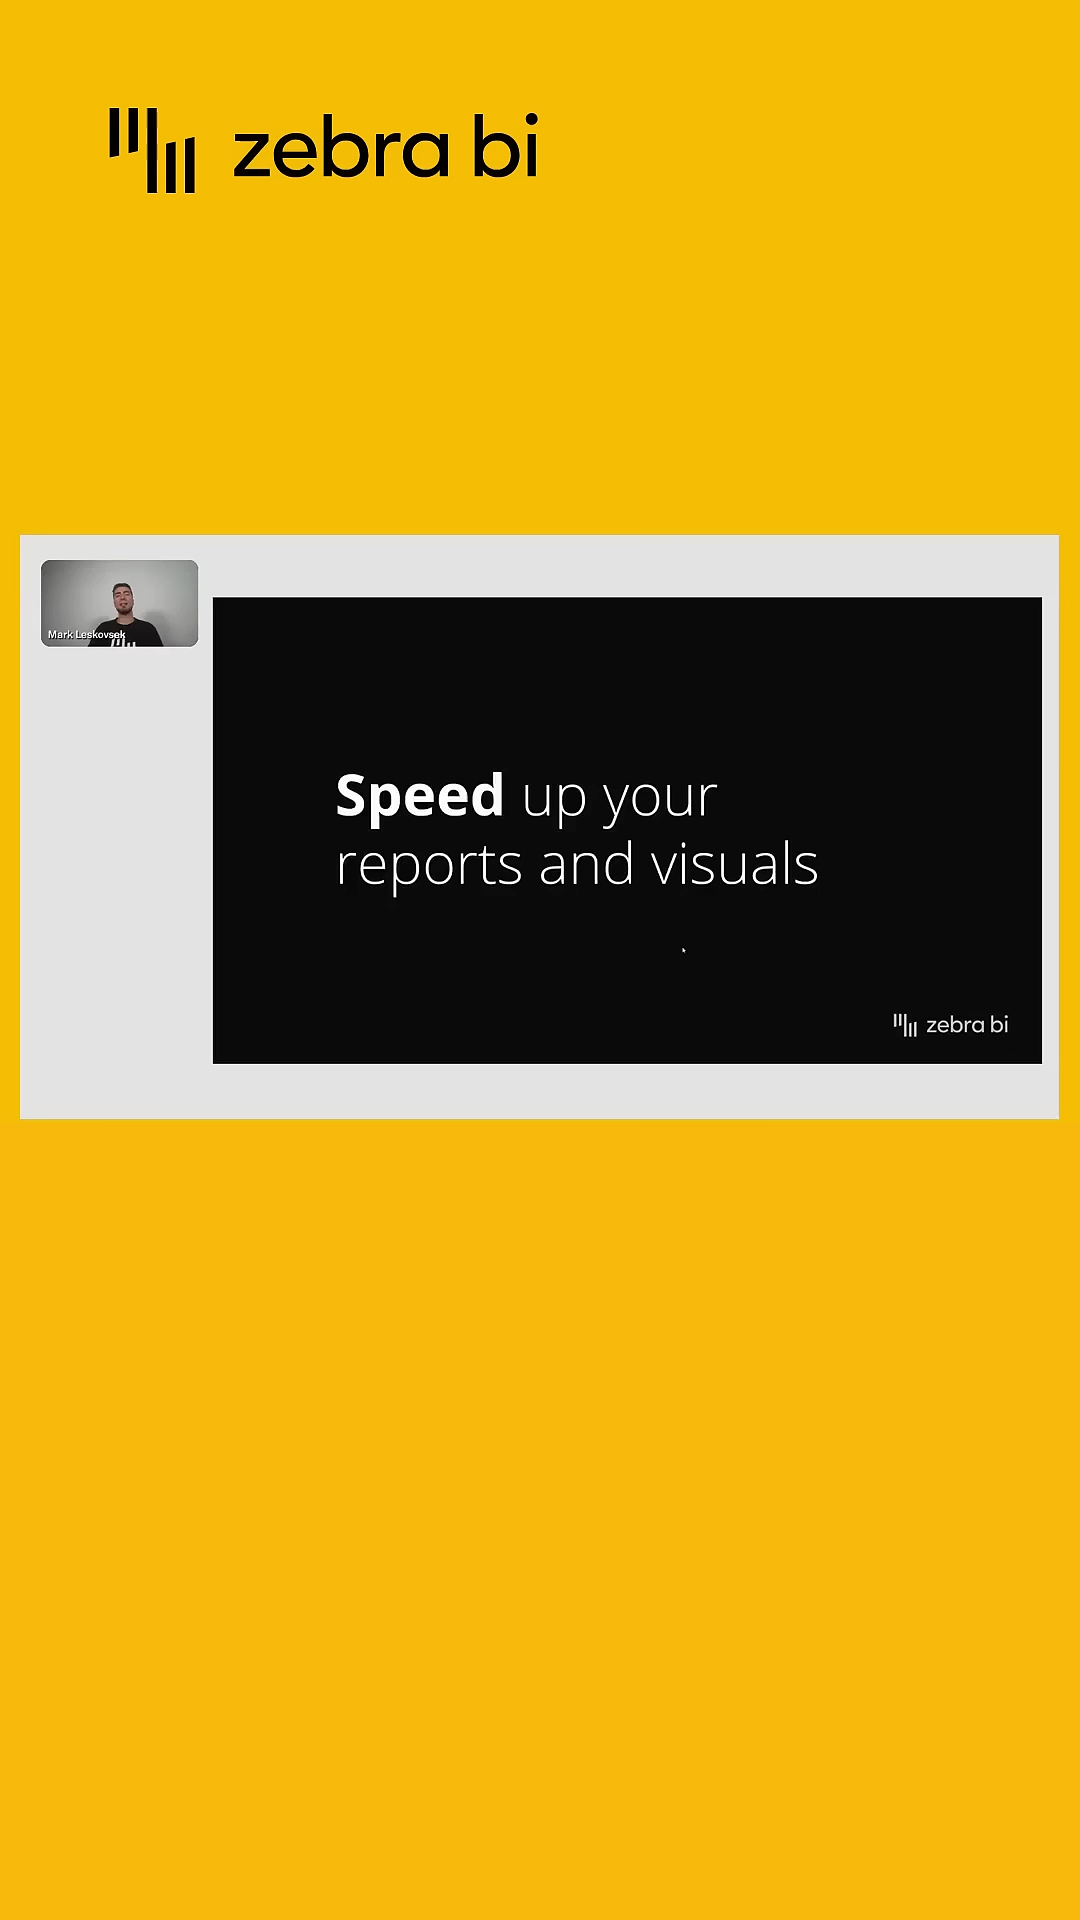 zebra bi
Mark Leskovsek
Speed up your
reports and visuals
zebra bi